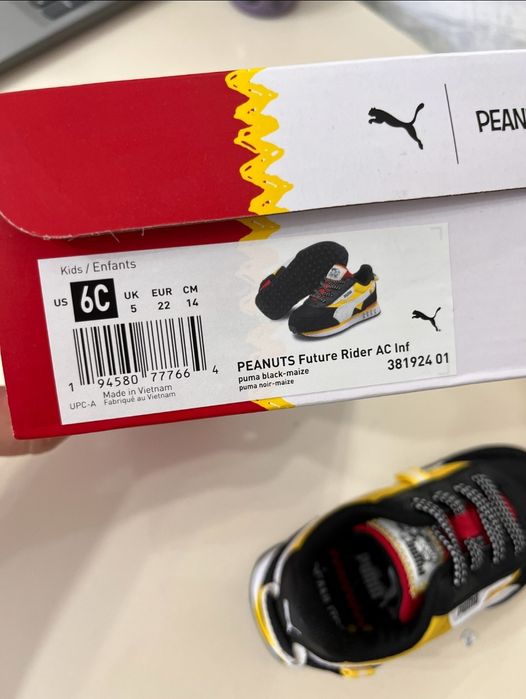 PEAN
Kids / Enfants
US 6C UK 5 EUR 22 CM 14
1 94580 77766 4
UPC-A Made in Vietnam
Fabriqué au Vietnam
PEANUTS Future Rider AC Inf
puma black-maize 381924 01
puma noir-maize